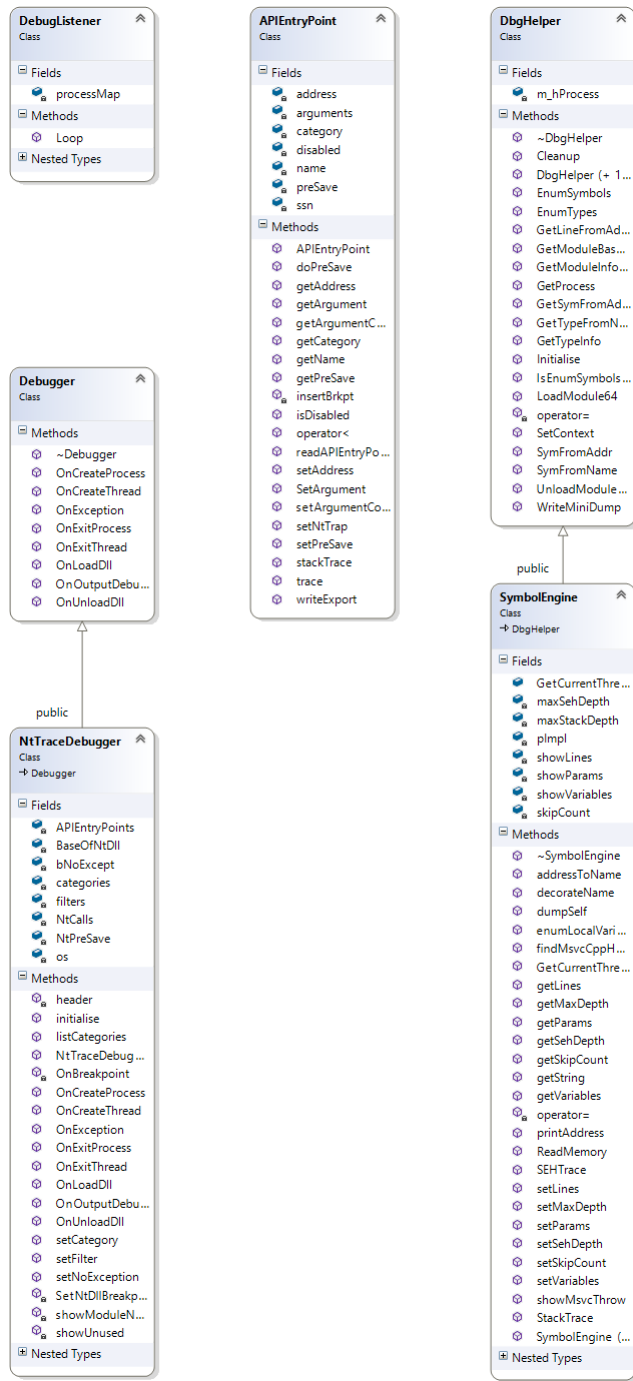 DebugListener
Class
Fields
processMap
Methods
Loop
Nested Types
APIEntryPoint
Class
Fields
address
arguments
category
disabled
name
preSave
ssn
Methods
APIEntryPoint
doPreSave
getAddress
getArgument
getArgumentC...
getCategory
getName
getPreSave
insertBrkpt
isDisabled
operator<
readAPIEntryPo...
setAddress
SetArgument
setArgumentCo...
setNtTrap
setPreSave
stackTrace
trace
writeExport
DbgHelper
Class
Fields
m_hProcess
Methods
~DbgHelper
Cleanup
DbgHelper (+ 1...
EnumSymbols
EnumTypes
GetLineFromAd...
GetModuleBas...
GetModuleInfo...
GetProcess
GetSymFromAd...
GetTypeFromN...
GetTypeInfo
Initialise
IsEnumSymbols...
LoadModule64
operator=
SetContext
SymFromAddr
SymFromName
UnloadModule...
WriteMiniDump
Debugger
Class
Methods
~Debugger
OnCreateProcess
OnCreateThread
OnException
OnExitProcess
OnExitThread
OnLoadDll
OnOutputDebu...
OnUnloadDll
public
NtTraceDebugger
Class
Debugger
Fields
APIEntryPoints
BaseOfNtDll
bNoExcept
categories
filters
NtCalls
NtPreSave
os
Methods
header
initialise
listCategories
NtTraceDebug...
OnBreakpoint
OnCreateProcess
OnCreateThread
OnException
OnExitProcess
OnExitThread
OnLoadDll
OnOutputDebu...
OnUnloadDll
setCategory
setFilter
setNoException
SetNtDllBreakp...
showModuleN...
showUnused
Nested Types
public
SymbolEngine
Class
DbgHelper
Fields
GetCurrentThre...
maxSehDepth
maxStackDepth
pImpl
showLines
showParams
showVariables
skipCount
Methods
~SymbolEngine
addressToName
decorateName
dumpSelf
enumLocalVari...
findMsvcCppH...
GetCurrentThre...
getLines
getMaxDepth
getParams
getSehDepth
getSkipCount
getString
getVariables
operator=
printAddress
ReadMemory
SEHTrace
setLines
setMaxDepth
setParams
setSehDepth
setSkipCount
setVariables
showMsvcThrow
StackTrace
SymbolEngine (...
Nested Types